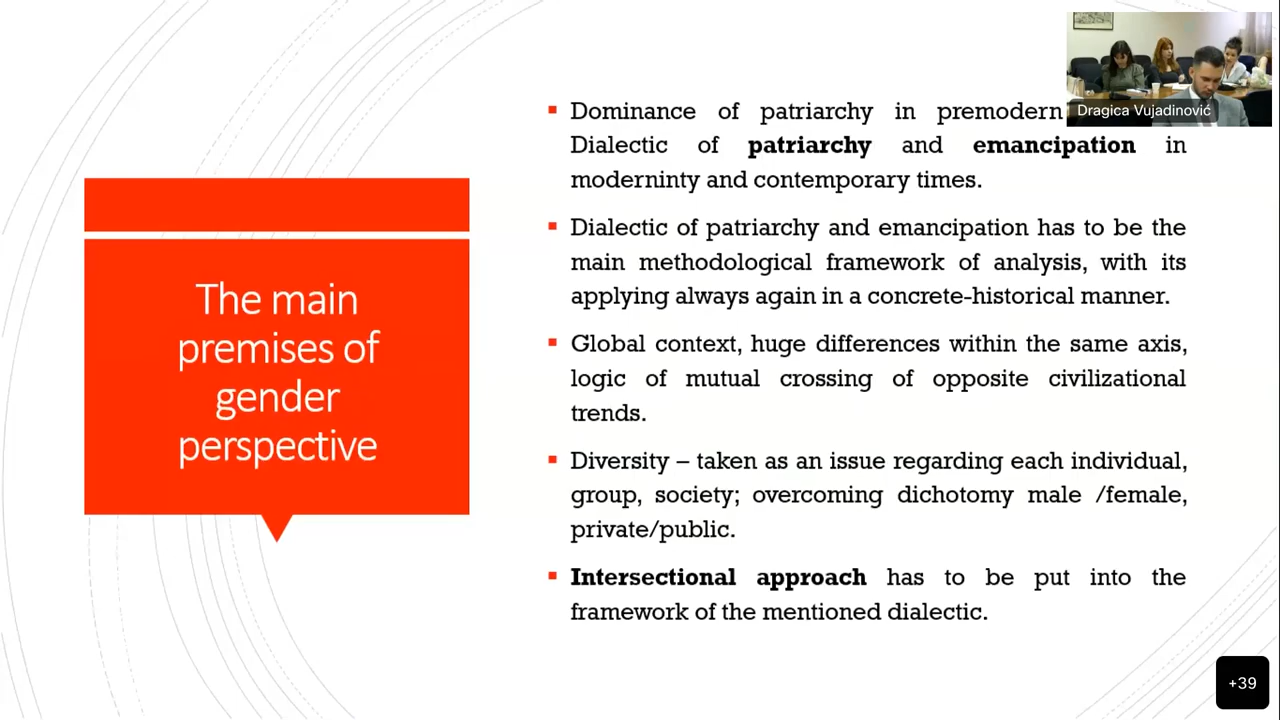 The main
premises of
gender
perspective
Dominance of patriarchy in premodern
Dialectic of patriarchy and emancipation in
moderninty and contemporary times.
Dialectic of patriarchy and emancipation has to be the
main methodological framework of analysis, with its
applying always again in a concrete-historical manner.
Global context, huge differences within the same axis,
logic of mutual crossing of opposite civilizational
trends.
Diversity – taken as an issue regarding each individual,
group, society; overcoming dichotomy male /female,
private/public.
Intersectional approach has to be put into the
framework of the mentioned dialectic.
Dragica Vujadinović
+39